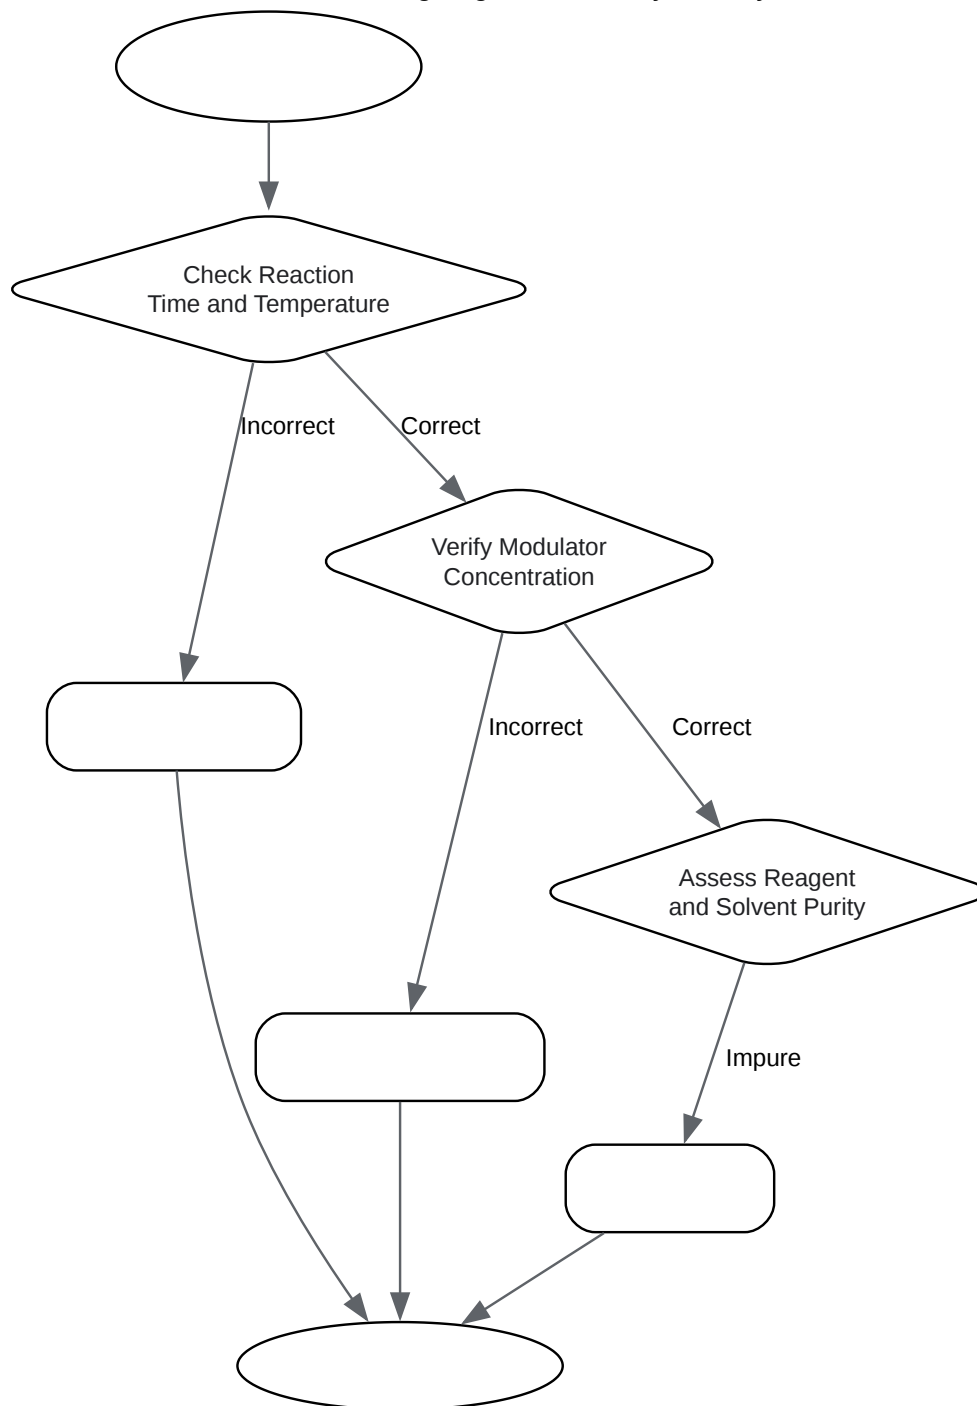 Check Reaction
Time and Temperature
Incorrect
Correct
Verify Modulator
Concentration
Incorrect
Correct
Assess Reagent
and Solvent Purity
Impure